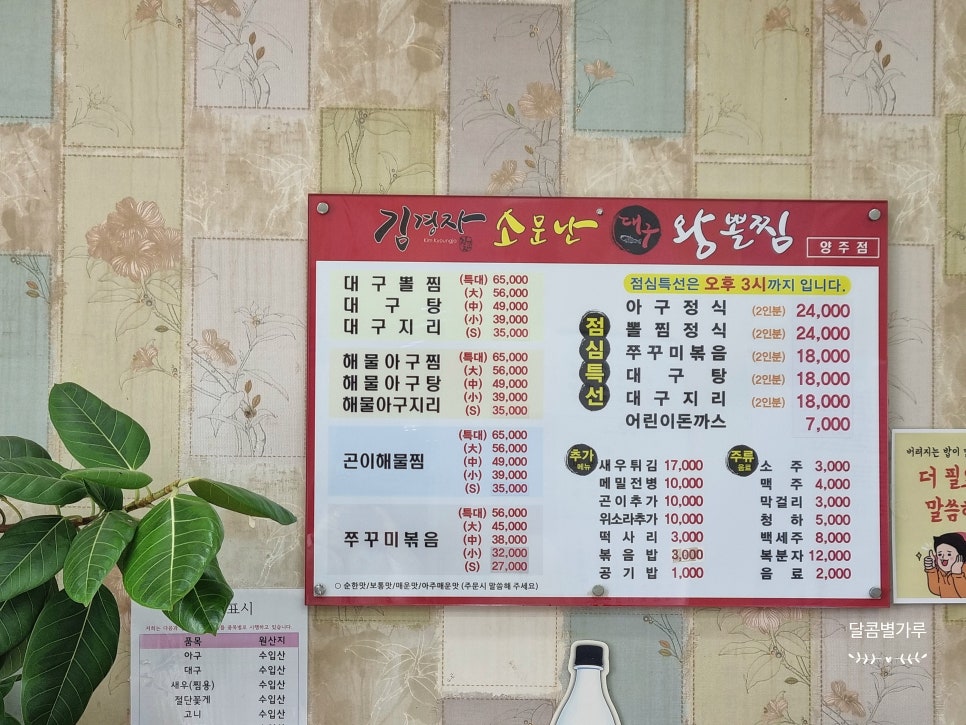 김경자 소문난 대구 왕뽈찜
Kim Kyoungja
양주점
대구뽈찜
대구탕
대구지리
(특대) 65,000
(大) 56,000
(中) 49,000
(小) 39,000
(S) 35,000
해물아구찜
해물아구탕
해물아구지리
(특대) 65,000
(大) 56,000
(中) 49,000
(小) 39,000
(S) 35,000
곤이해물찜
(특대) 65,000
(大) 56,000
(中) 49,000
(小) 39,000
(S) 35,000
쭈꾸미볶음
(특대) 56,000
(大) 45,000
(中) 38,000
(小) 32,000
(S) 27,000
○ 순한맛/보통맛/매운맛/아주매운맛 (주문시 말씀해 주세요)
점심특선은 오후 3시까지 입니다.
점심특선
아구정식 (2인분) 24,000
뽈찜정식 (2인분) 24,000
쭈꾸미볶음 (2인분) 18,000
대구탕 (2인분) 18,000
대구지리 (2인분) 18,000
어린이돈까스 7,000
추가메뉴
새우튀김 17,000
메밀전병 10,000
곤이추가 10,000
위소라추가 10,000
떡사리 3,000
볶음밥 3,000
공기밥 1,000
주류음료
소주 3,000
맥주 4,000
막걸리 3,000
청하 5,000
백세주 8,000
복분자 12,000
음료 2,000
버려지는 밥이
더 필
말씀
표시
품목 원산지
아구 수입산
대구 수입산
새우(찜용) 수입산
절단꽃게 수입산
고니 수입산
달콤별가루